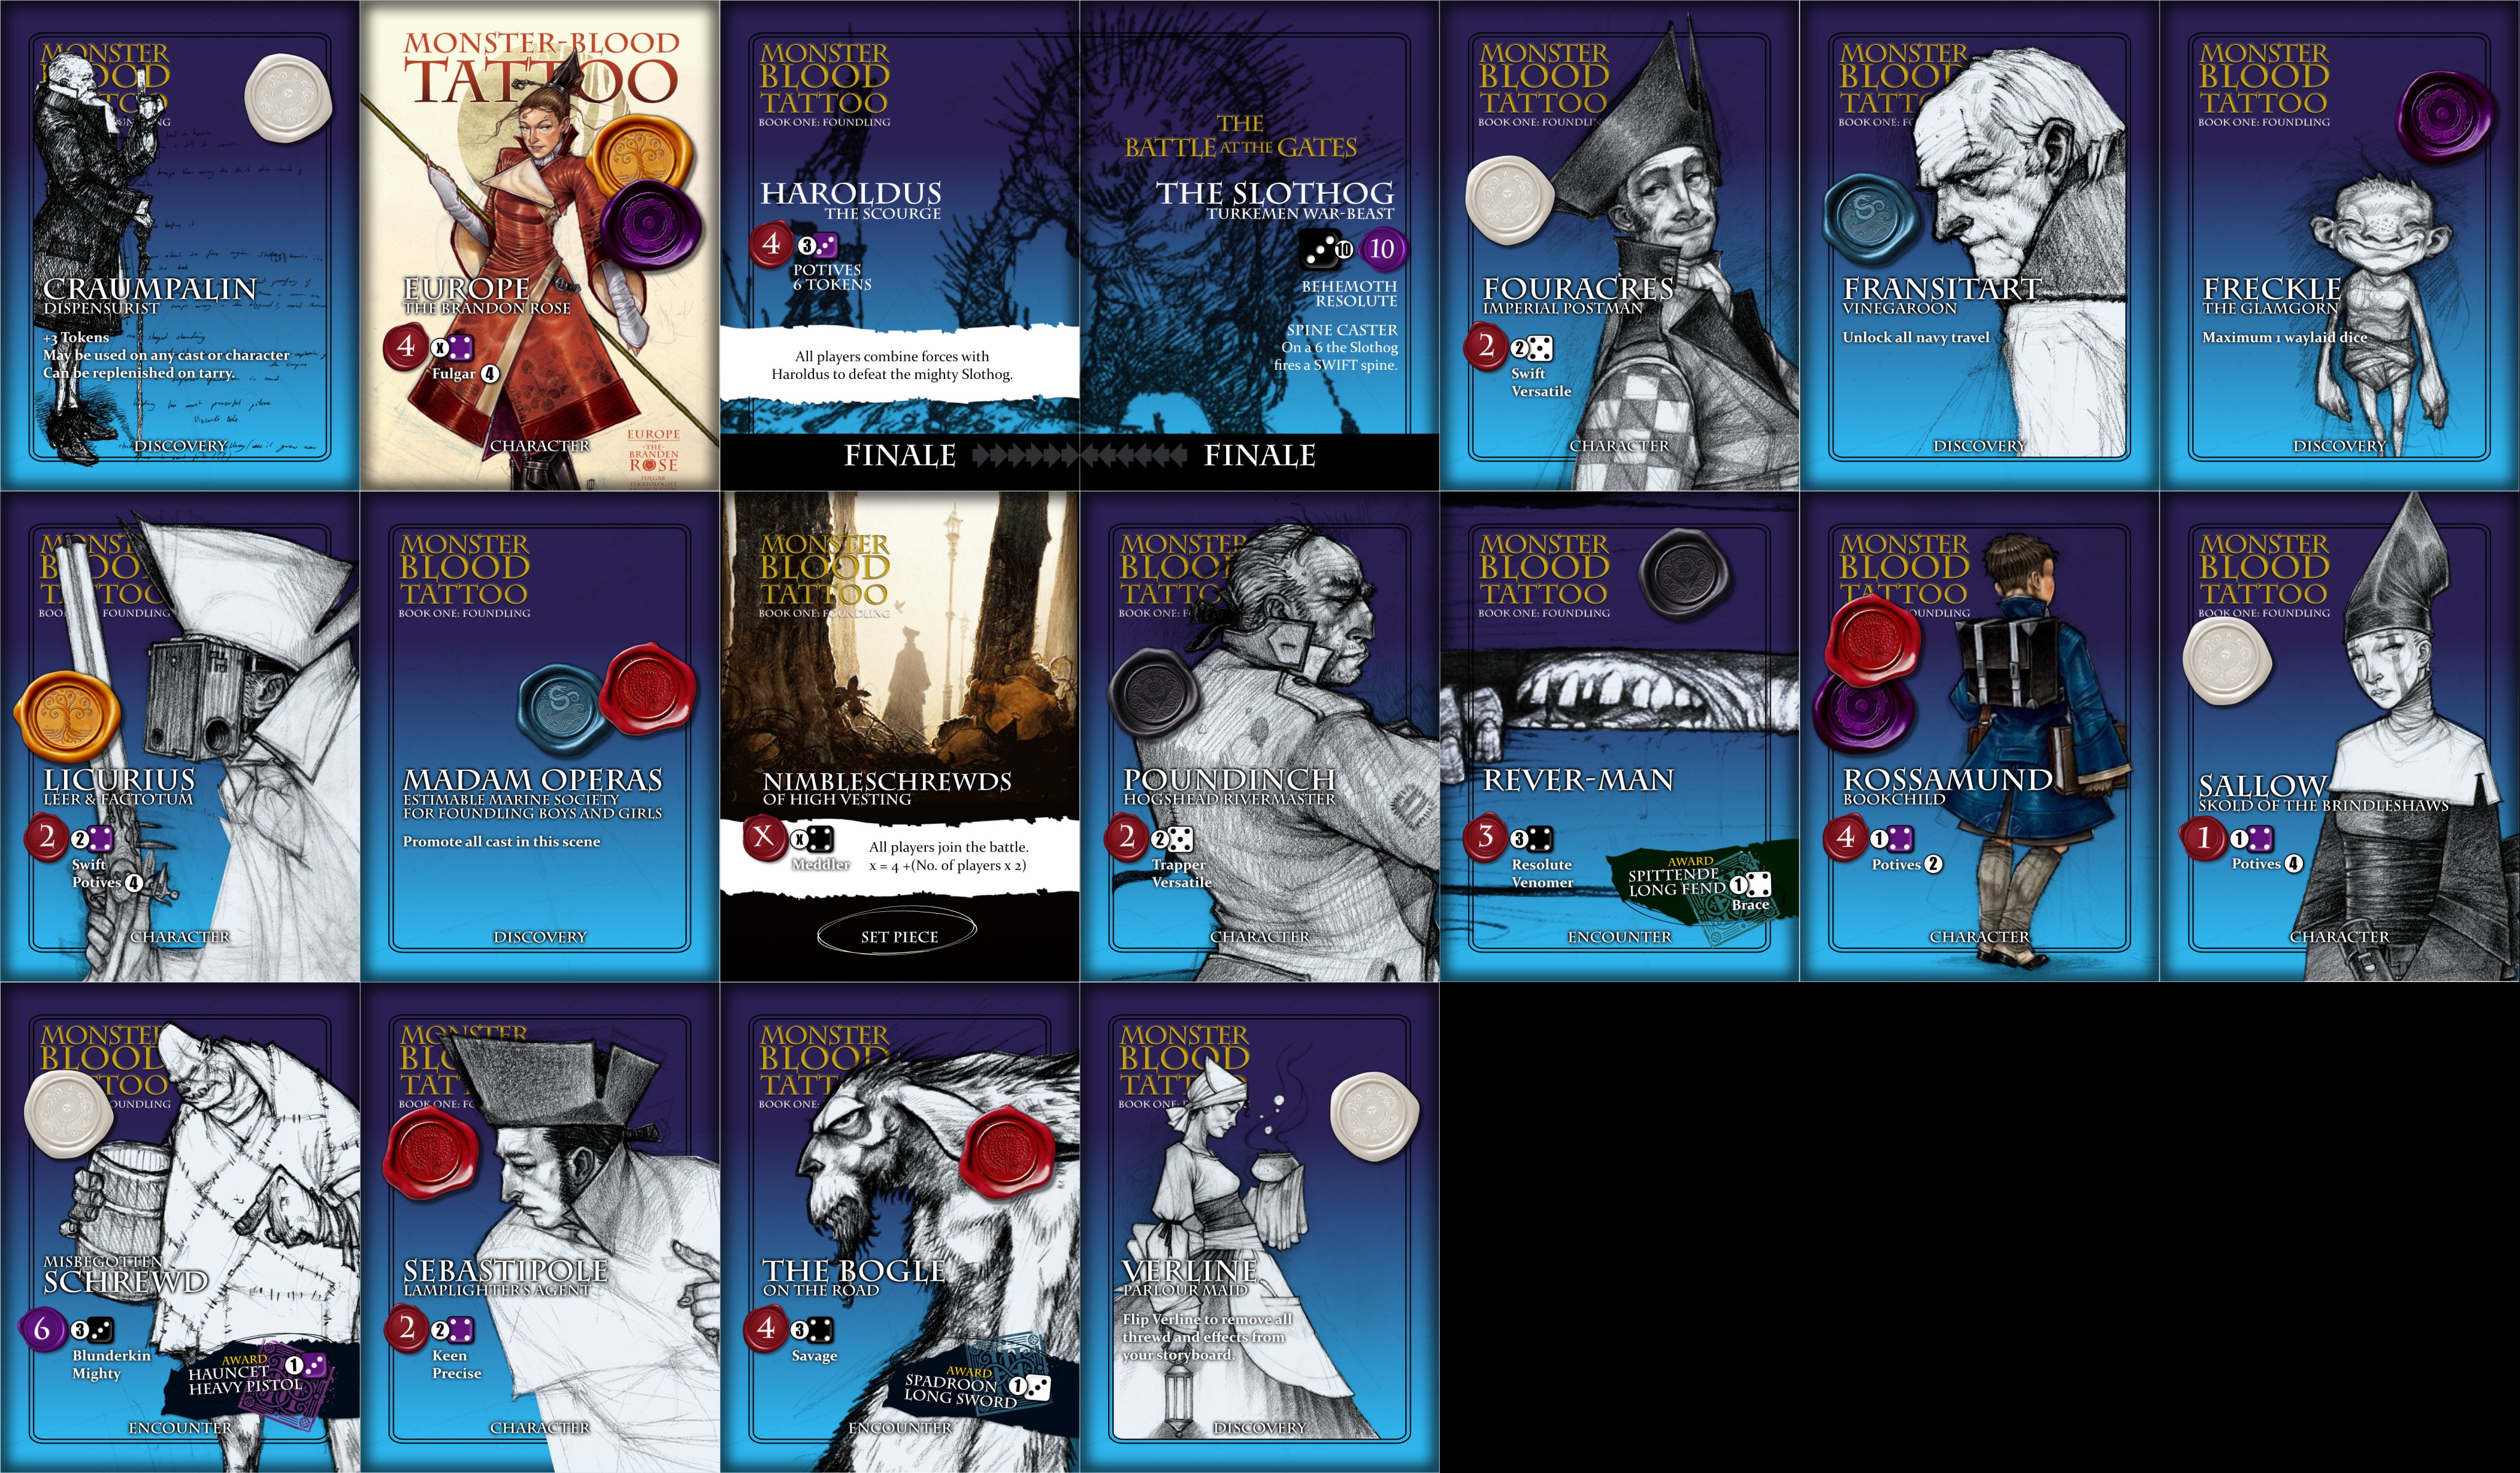 MONSTER
BLOOD
TATTOO
CRAUMPALIN
DISPENSURIST
+3 Tokens
May be used on any cast or character
Can be replenished on tarry.
DISCOVERY
MONSTER-BLOOD
TATTOO
EUROPE
THE BRANDON ROSE
4
X
Fulgar 4
CHARACTER
EUROPE
-THE-
BRANDEN
ROSE
FULGAR
MONSTER
BLOOD
TATTOO
BOOK ONE: FOUNDLING
HAROLDUS
THE SCOURGE
4
3
POTIVES
6 TOKENS
All players combine forces with
Haroldus to defeat the mighty Slothog.
FINALE
THE
BATTLE AT THE GATES
THE SLOTHOG
TURKEMEN WAR-BEAST
10
10
BEHEMOTH
RESOLUTE
SPINE CASTER
On a 6 the Slothog
fires a SWIFT spine.
FINALE
MONSTER
BLOOD
TATTOO
BOOK ONE: FOUNDLING
FOURACRES
IMPERIAL POSTMAN
2
2
Swift
Versatile
CHARACTER
MONSTER
BLOOD
TATTOO
BOOK ONE:
FRANSITART
VINEGAROON
Unlock all navy travel
DISCOVERY
MONSTER
BLOOD
TATTOO
BOOK ONE: FOUNDLING
FRECKLE
THE GLAMGORN
Maximum 1 waylaid dice
DISCOVERY
MONSTER
BLOOD
TATTOO
BOOK FOUNDLING
LICURIUS
LEER & FACTOTUM
2
2
Swift
Potives 4
CHARACTER
MONSTER
BLOOD
TATTOO
BOOK ONE: FOUNDLING
MADAM OPERAS
ESTIMABLE MARINE SOCIETY
FOR FOUNDLING BOYS AND GIRLS
Promote all cast in this scene
DISCOVERY
MONSTER
BLOOD
TATTOO
BOOK ONE: FOUNDLING
NIMBLESCHREWDS
OF HIGH VESTING
X
x
Meddler
All players join the battle.
x = 4 +(No. of players x 2)
SET PIECE
MONSTER
BLOOD
TATTOO
BOOK ONE:
POUNDINCH
HOGSHEAD RIVERMASTER
2
2
Trapper
Versatile
CHARACTER
MONSTER
BLOOD
TATTOO
BOOK ONE: FOUNDLING
REVER-MAN
3
3
Resolute
Venomer
AWARD
SPITTENDE
LONG FEND
1
Brace
ENCOUNTER
MONSTER
BLOOD
TATTOO
FOUNDLING
ROSSAMUND
BOOKCHILD
4
1
Potives 2
CHARACTER
MONSTER
BLOOD
TATTOO
BOOK ONE: FOUNDLING
SALLOW
SKOLD OF THE BRINDLESHAWS
1
1
Potives 4
CHARACTER
MONSTER
BLOOD
TATTOO
FOUNDLING
MISBEGOTTEN
SCHREWD
6
3
Blunderkin
Mighty
AWARD
HAUNCET
HEAVY PISTOL
1
ENCOUNTER
MONSTER
BLOOD
TATTOO
BOOK ONE:
SEBASTIPOLE
LAMPLIGHTER'S AGENT
2
2
Keen
Precise
CHARACTER
MONSTER
BLOOD
TATTOO
BOOK ONE:
THE BOGLE
ON THE ROAD
4
3
Savage
AWARD
SPADROON
LONG SWORD
1
ENCOUNTER
MONSTER
BLOOD
TATTOO
BOOK ONE:
VERLINE
PARLOUR MAID
Flip Verline to remove all
threwd and effects from
your storyboard.
DISCOVERY